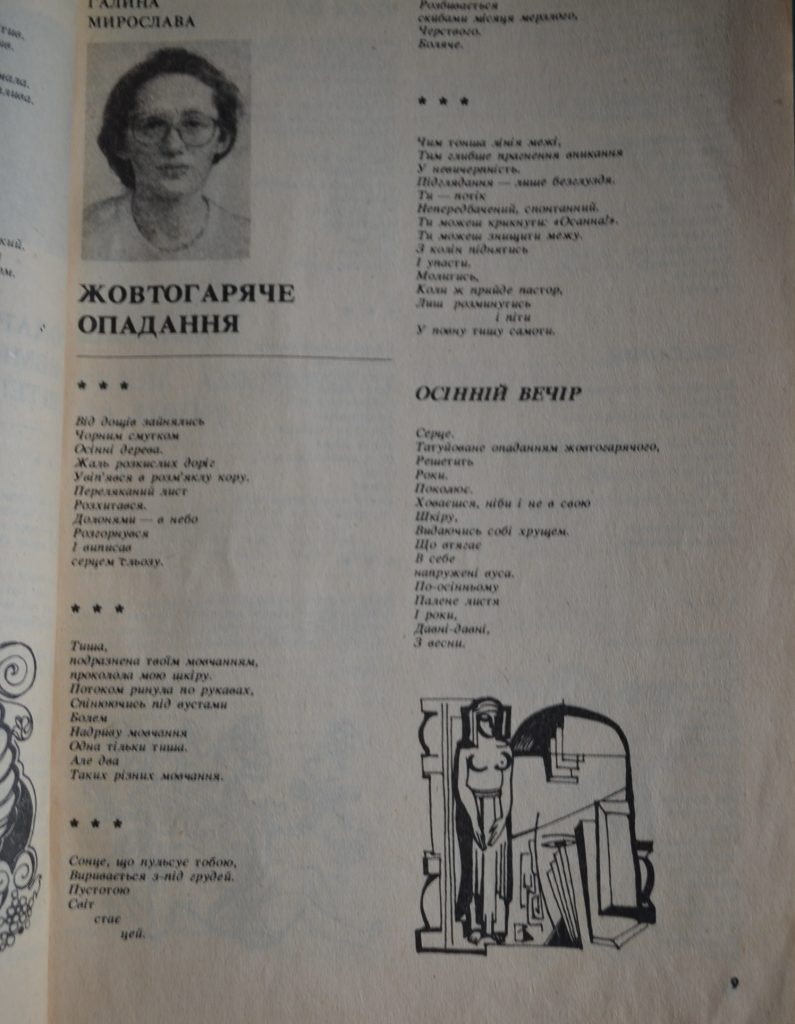 ГАЛИНА
МИРОСЛАВА
ЖОВТОГАРЯЧЕ
ОПАДАННЯ
* * *
Від дощів зайнялись
Чорним смутком
Осінні дерева.
Жаль розкислих доріг
Увіп'явся в розм'яклу кору.
Переляканий лист
Розхитався.
Долонями — в небо
Розгорнувся
І виписав
серцем сльозу.
* * *
Тиша,
подразнена твоїм мовчанням,
проколола мою шкіру.
Потоком ринула по рукавах,
Спінюючись під вустами
Болем
Надриву мовчання
Одна тільки тиша.
Але два
Таких різних мовчання.
* * *
Сонце, що пульсує тобою,
Виривається з-під грудей.
Пустотою
Світ
стає
цей.
Розбивається
скибами місяця мерзлого,
Черствого.
Боляче.
* * *
Чим тонша лінія межі,
Тим глибше прагнення вникання
У невичерпність.
Підглядання — лише безглуздя.
Ти — потік
Непередбачений, спонтанний.
Ти можеш крикнути: «Осанна!».
Ти можеш знищити межу.
З колін піднятись
І упасти.
Молитись,
Коли ж прийде пастор,
Лиш розминутись
і піти
У повну тишу самоти.
ОСІННІЙ ВЕЧІР
Серце.
Татуйоване опаданням жовтогарячого,
Решетить
Роки.
Поколює.
Ховаєшся, ніби і не в свою
Шкіру,
Видаючись собі хрущем.
Що втягає
В себе
напружені вуса.
По-осінньому
Палене листя
І роки,
Давні-давні,
З весни.
9